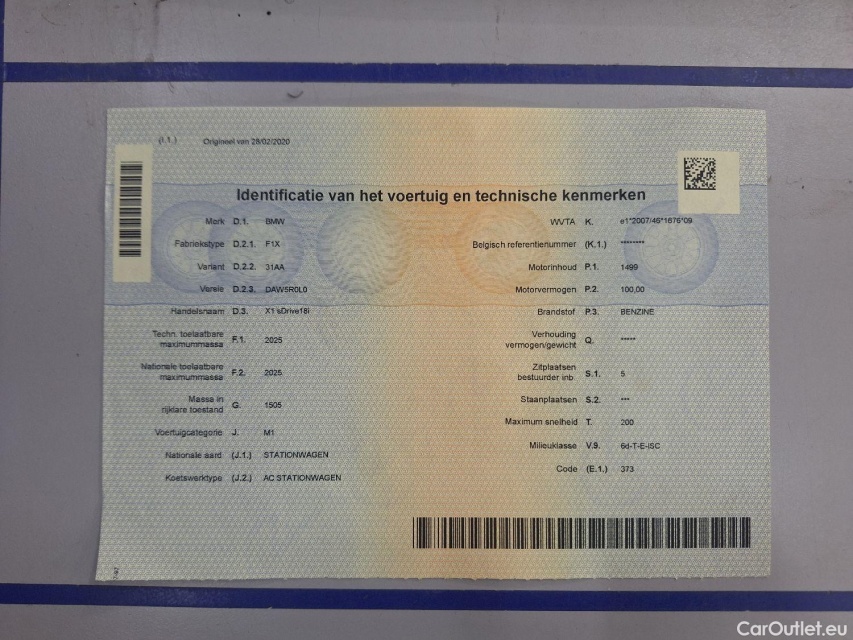 (I.1.) Origineel van 28/02/2020
Identificatie van het voertuig en technische kenmerken
Merk D.1. BMW
Fabriekstype D.2.1. F1X
Variant D.2.2. 31AA
Versie D.2.3. DAW5R0L0
Handelsnaam D.3. X1 sDrive18i
Techn. toelaatbare
maximummassa F.1. 2025
Nationale toelaatbare
maximummassa F.2. 2025
Massa in
rijklare toestand G. 1505
Voertuigcategorie J. M1
Nationale aard (J.1.) STATIONWAGEN
Koetswerktype (J.2.) AC STATIONWAGEN
WVTA K. e1*2007/46*1676*09
Belgisch referentienummer (K.1.) ********
Motorinhoud P.1. 1499
Motorvermogen P.2. 100,00
Brandstof P.3. BENZINE
Verhouding
vermogen/gewicht Q. *****
Zitplaatsen
bestuurder inb. S.1. 5
Staanplaatsen S.2. ***
Maximum snelheid T. 200
Milieuklasse V.9. 6d-T-E-ISC
Code (E.1.) 373
CarOutlet.eu